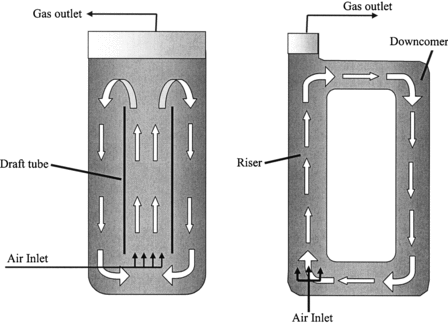 Gas outlet
Draft tube
Air Inlet
Gas outlet
Downcomer
Riser
Air Inlet